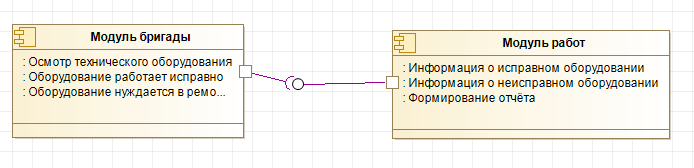 Модуль бригады
: Осмотр технического оборудования
: Оборудование работает исправно
: Оборудование нуждается в ремо...
Модуль работ
: Информация о исправном оборудовании
: Информация о неисправном оборудовании
: Формирование отчёта